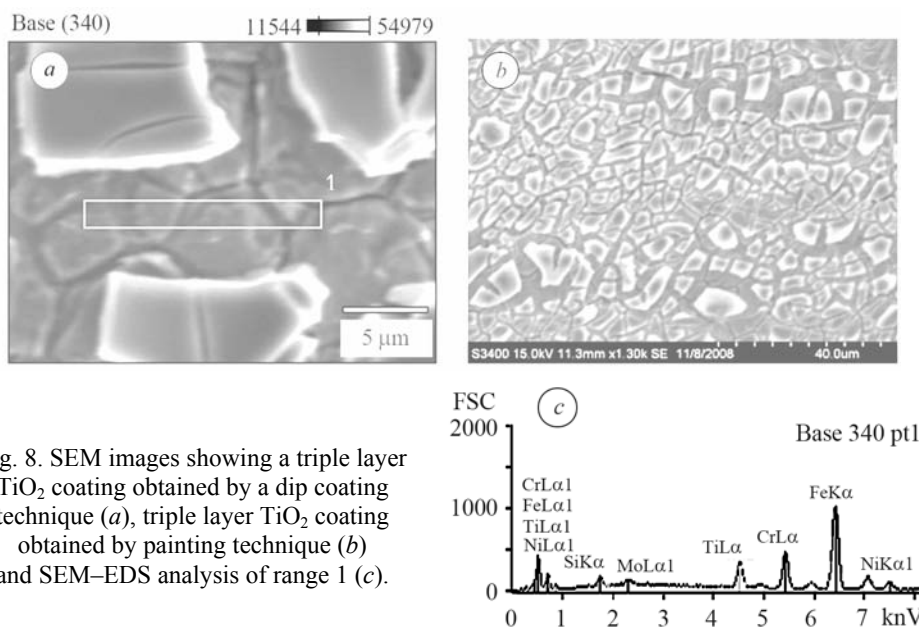 Base (340)
11544 54979
a
1
5 μm
b
S3400 15.0kV 11.3mm x1.30k SE 11/8/2008 40.0um
g. 8. SEM images showing a triple layer
TiO₂ coating obtained by a dip coating
technique (a), triple layer TiO₂ coating
obtained by painting technique (b)
and SEM–EDS analysis of range 1 (c).
FSC
c
2000
Base 340 pt1
CrLα1
FeLα1
TiLα1
NiLα1
1000
SiKα
MoLα1
TiLα
CrLα
FeKα
NiKα1
0
0 1 2 3 4 5 6 7 knV